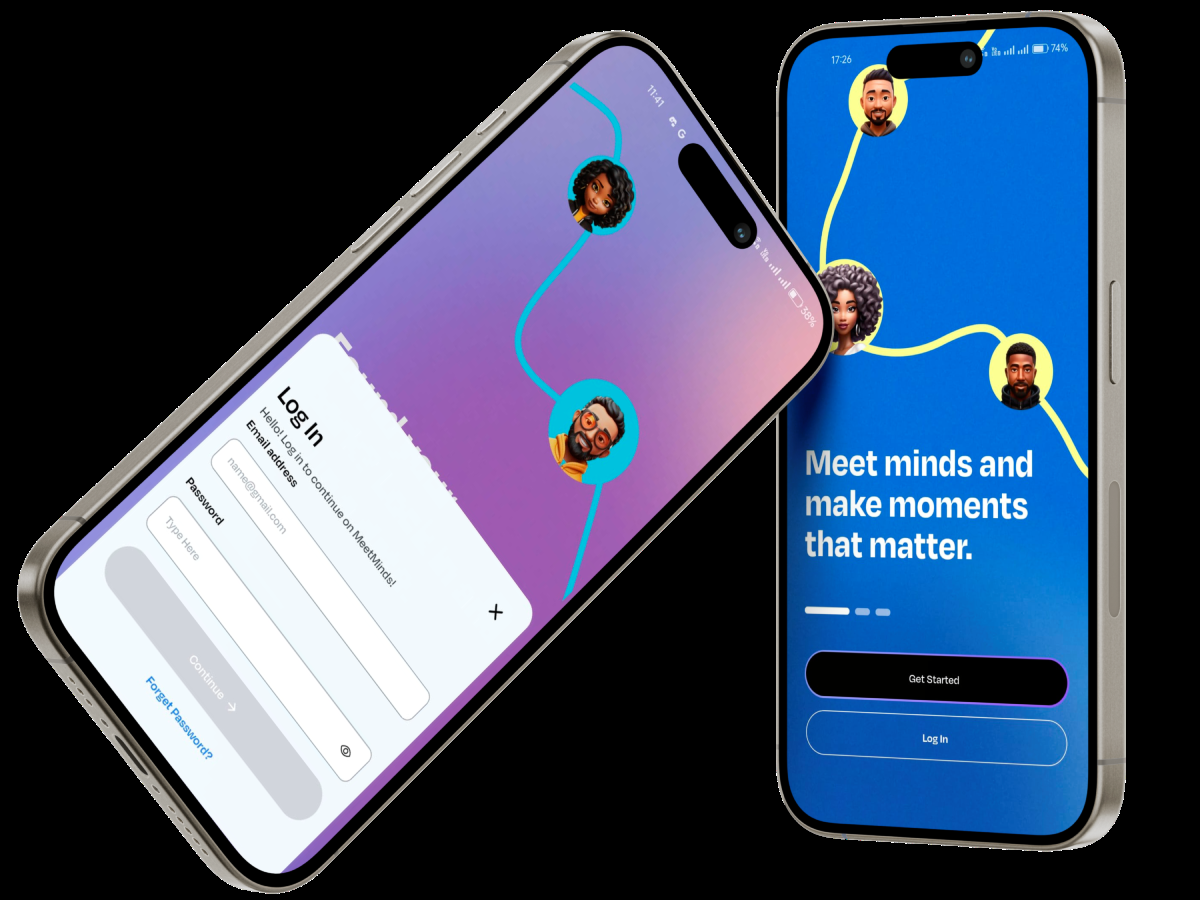 11:41
G
38%
Log In
Hello! Log in to continue on MeetMinds!
Email address
name@gmail.com
Password
Type Here
Continue →
Forget Password?
17:26
74%
Meet minds and
make moments
that matter.
Get Started
Log In